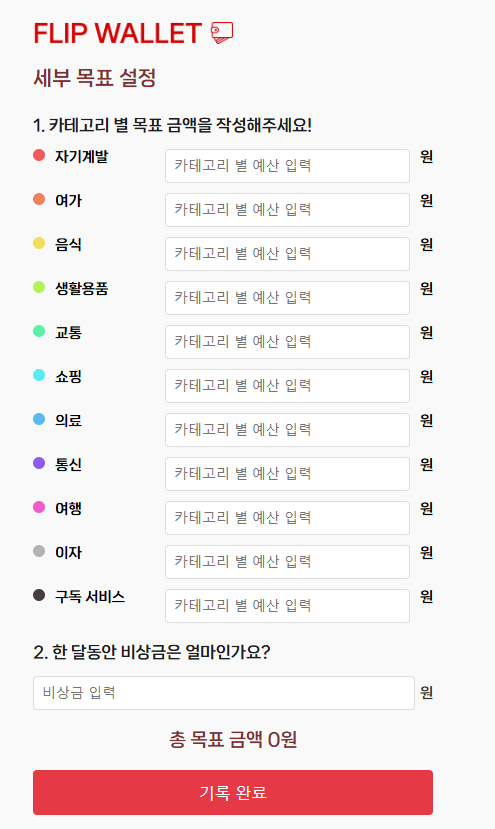 FLIP WALLET
세부 목표 설정
1. 카테고리 별 목표 금액을 작성해주세요!
자기계발 카테고리 별 예산 입력 원
여가 카테고리 별 예산 입력 원
음식 카테고리 별 예산 입력 원
생활용품 카테고리 별 예산 입력 원
교통 카테고리 별 예산 입력 원
쇼핑 카테고리 별 예산 입력 원
의료 카테고리 별 예산 입력 원
통신 카테고리 별 예산 입력 원
여행 카테고리 별 예산 입력 원
이자 카테고리 별 예산 입력 원
구독 서비스 카테고리 별 예산 입력 원
2. 한 달동안 비상금은 얼마인가요?
비상금 입력 원
총 목표 금액 0원
기록 완료